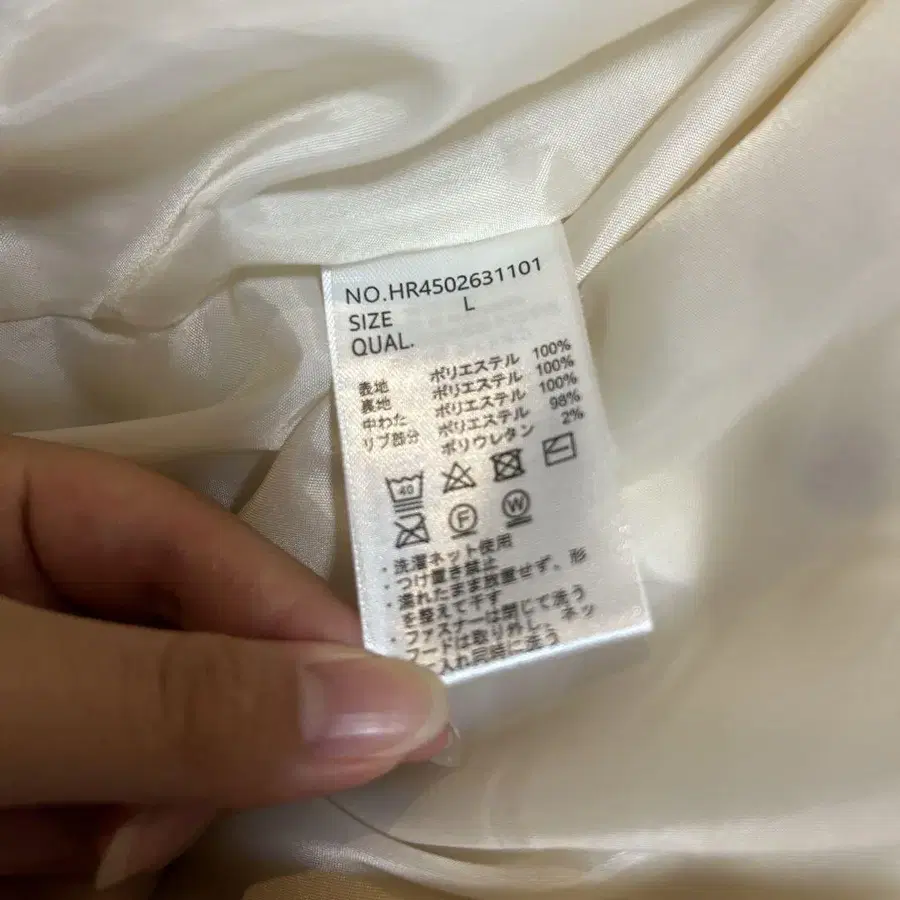 NO.HR4502631101
SIZE L
QUAL.
表地 ポリエステル 100%
裏地 ポリエステル 100%
中わた ポリエステル 100%
リブ部分 ポリエステル 98%
ポリウレタン 2%
40
F W
・洗濯ネット使用
・つけ置き禁止
・濡れたまま放置せず、形
を整えて干す
・ファスナーは閉じて洗う
フードは取り外し、ネッ
入れ同時に洗う